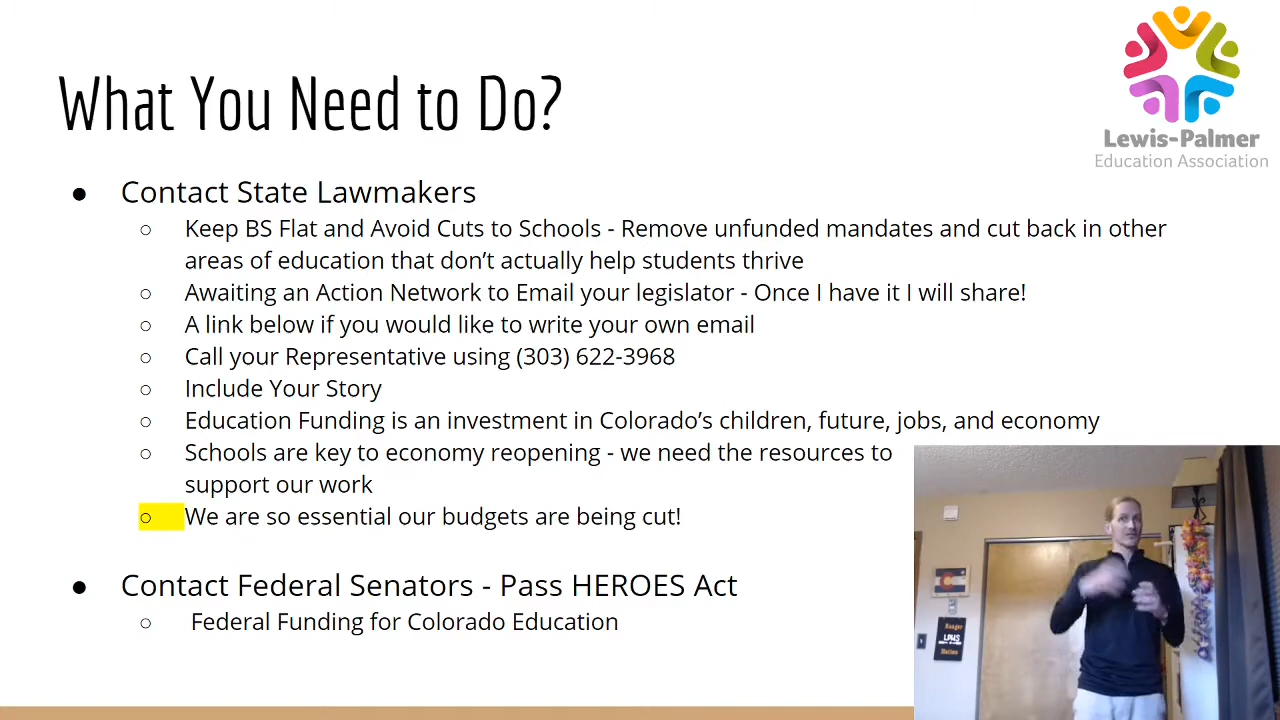 What You Need to Do?
Lewis-Palmer
Education Association
● Contact State Lawmakers
○ Keep BS Flat and Avoid Cuts to Schools - Remove unfunded mandates and cut back in other
areas of education that don’t actually help students thrive
○ Awaiting an Action Network to Email your legislator - Once I have it I will share!
○ A link below if you would like to write your own email
○ Call your Representative using (303) 622-3968
○ Include Your Story
○ Education Funding is an investment in Colorado’s children, future, jobs, and economy
○ Schools are key to economy reopening - we need the resources to
support our work
○ We are so essential our budgets are being cut!
● Contact Federal Senators - Pass HEROES Act
○ Federal Funding for Colorado Education
Ranger
LPHS
Nation